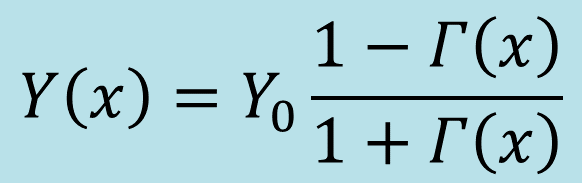 Y(x) = Y₀ (1 − Γ(x))/(1 + Γ(x))